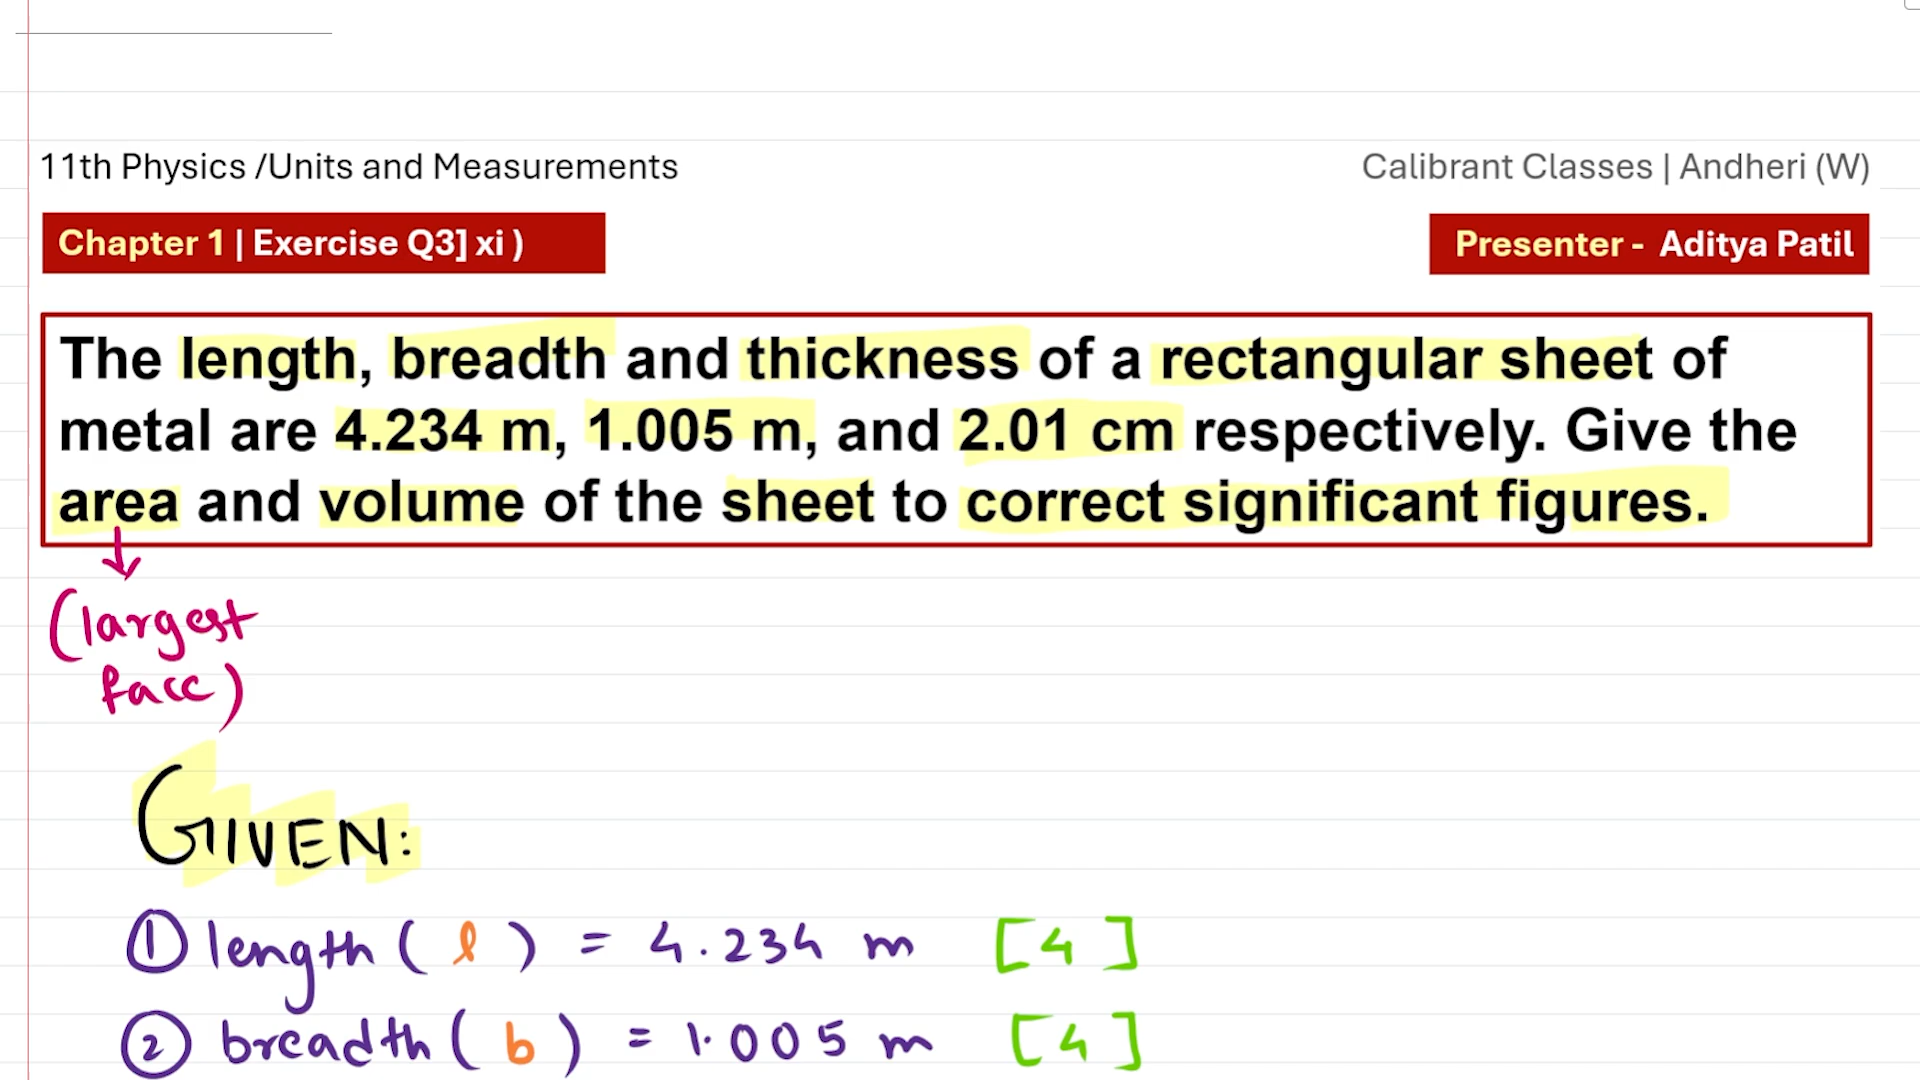 11th Physics /Units and Measurements
Calibrant Classes | Andheri (W)
Chapter 1 | Exercise Q3] xi )
Presenter - Aditya Patil
The length, breadth and thickness of a rectangular sheet of
metal are 4.234 m, 1.005 m, and 2.01 cm respectively. Give the
area and volume of the sheet to correct significant figures.
(largest
face)
GIVEN:
① length ( l ) = 4.234 m [4]
② breadth ( b ) = 1.005 m [4]